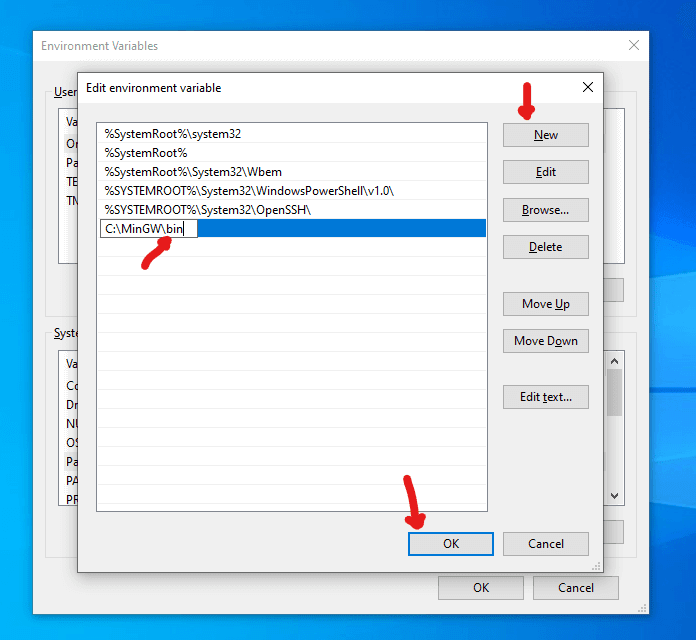 Environment Variables
Edit environment variable
User
Va
On
Pa
TE
TM
%SystemRoot%\system32
%SystemRoot%
%SystemRoot%\System32\Wbem
%SYSTEMROOT%\System32\WindowsPowerShell\v1.0\
%SYSTEMROOT%\System32\OpenSSH\
C:\MinGW\bin
New
Edit
Browse...
Delete
Move Up
Move Down
Edit text...
Syste
Va
Co
Dr
NU
OS
Pa
PA
PR
OK
Cancel
OK
Cancel